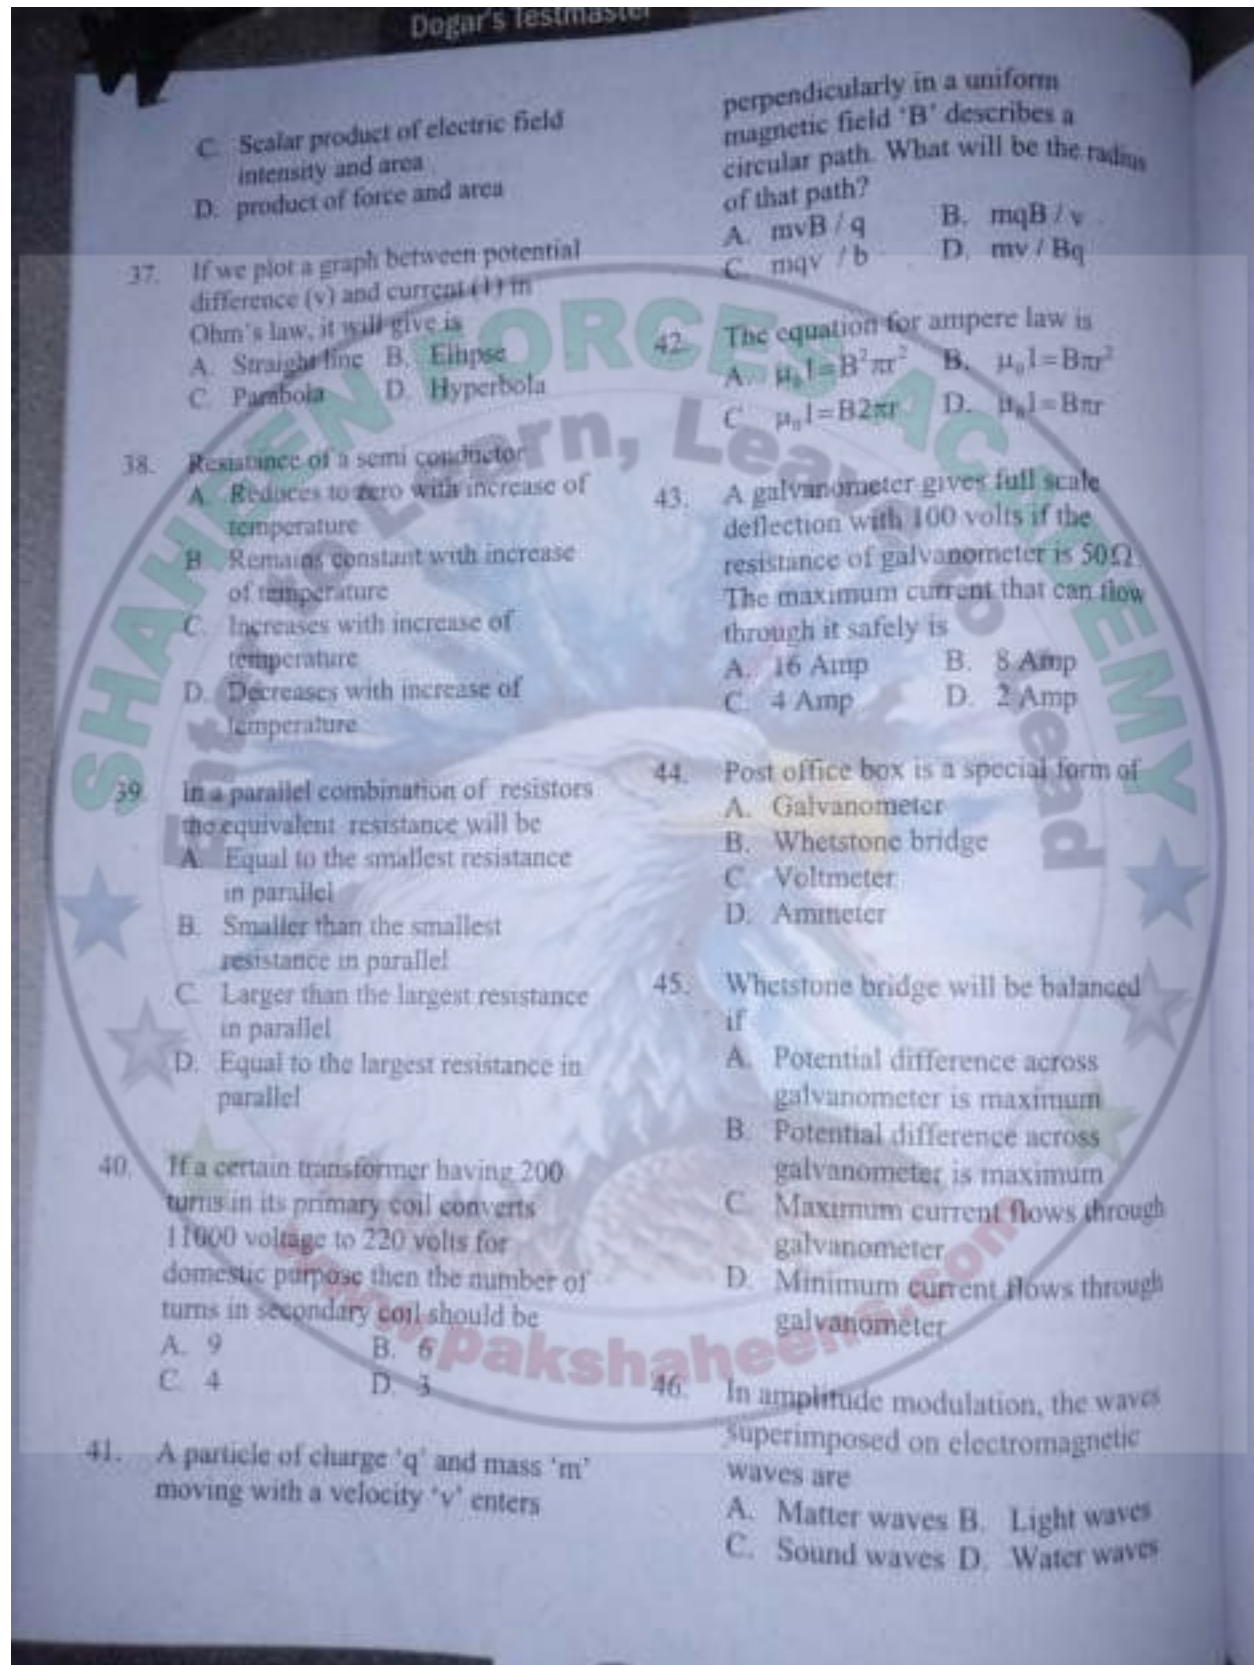 Dogar's Testmaster
C. Scalar product of electric field
intensity and area
D. product of force and area
37. If we plot a graph between potential
difference (v) and current (I) in
Ohm's law, it will give is
A. Straight line B. Ellipse
C. Parabola D. Hyperbola
38. Resistance of a semi conductor
A. Reduces to zero with increase of
temperature
B. Remains constant with increase
of temperature
C. Increases with increase of
temperature
D. Decreases with increase of
temperature
39. In a parallel combination of resistors
the equivalent resistance will be
A. Equal to the smallest resistance
in parallel
B. Smaller than the smallest
resistance in parallel
C. Larger than the largest resistance
in parallel
D. Equal to the largest resistance in
parallel
40. If a certain transformer having 200
turns in its primary coil converts
11000 voltage to 220 volts for
domestic purpose then the number of
turns in secondary coil should be
A. 9 B. 6
C. 4 D. 3
41. A particle of charge 'q' and mass 'm'
moving with a velocity 'v' enters
perpendicularly in a uniform
magnetic field 'B' describes a
circular path. What will be the radius
of that path?
A. mvB / q B. mqB / v
C. mqv / b D. mv / Bq
42. The equation for ampere law is
A. μ₀I=B²πr² B. μ₀I=Bπr²
C. μ₀I=B2πr D. μ₀I=Bπr
43. A galvanometer gives full scale
deflection with 100 volts if the
resistance of galvanometer is 50Ω.
The maximum current that can flow
through it safely is
A. 16 Amp B. 8 Amp
C. 4 Amp D. 2 Amp
44. Post office box is a special form of
A. Galvanometer
B. Whetstone bridge
C. Voltmeter
D. Ammeter
45. Whetstone bridge will be balanced
if
A. Potential difference across
galvanometer is maximum
B. Potential difference across
galvanometer is maximum
C. Maximum current flows through
galvanometer
D. Minimum current flows through
galvanometer
46. In amplitude modulation, the waves
superimposed on electromagnetic
waves are
A. Matter waves B. Light waves
C. Sound waves D. Water waves
SHAHEEN FORCES ACADEMY
Enter to Learn, Leave to Lead
www.pakshaheens.com